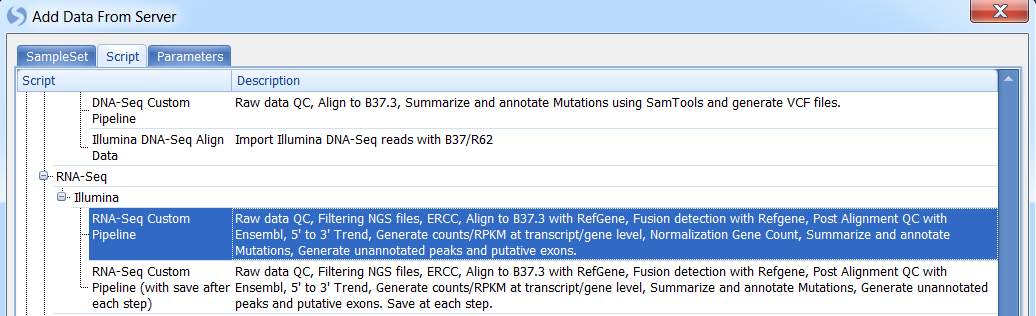 Add Data From Server
SampleSet Script Parameters
Script Description
DNA-Seq Custom Raw data QC, Align to B37.3, Summarize and annotate Mutations using SamTools and generate VCF files.
Pipeline
Illumina DNA-Seq Align Import Illumina DNA-Seq reads with B37/R62
Data
RNA-Seq
Illumina
RNA-Seq Custom Raw data QC, Filtering NGS files, ERCC, Align to B37.3 with RefGene, Fusion detection with Refgene, Post Alignment QC with
Pipeline Ensembl, 5' to 3' Trend, Generate counts/RPKM at transcript/gene level, Normalization Gene Count, Summarize and annotate
Mutations, Generate unannotated peaks and putative exons.
RNA-Seq Custom Raw data QC, Filtering NGS files, ERCC, Align to B37.3 with RefGene, Fusion detection with Refgene, Post Alignment QC with
Pipeline (with save after Ensembl, 5' to 3' Trend, Generate counts/RPKM at transcript/gene level, Summarize and annotate Mutations, Generate unannotated
each step) peaks and putative exons. Save at each step.